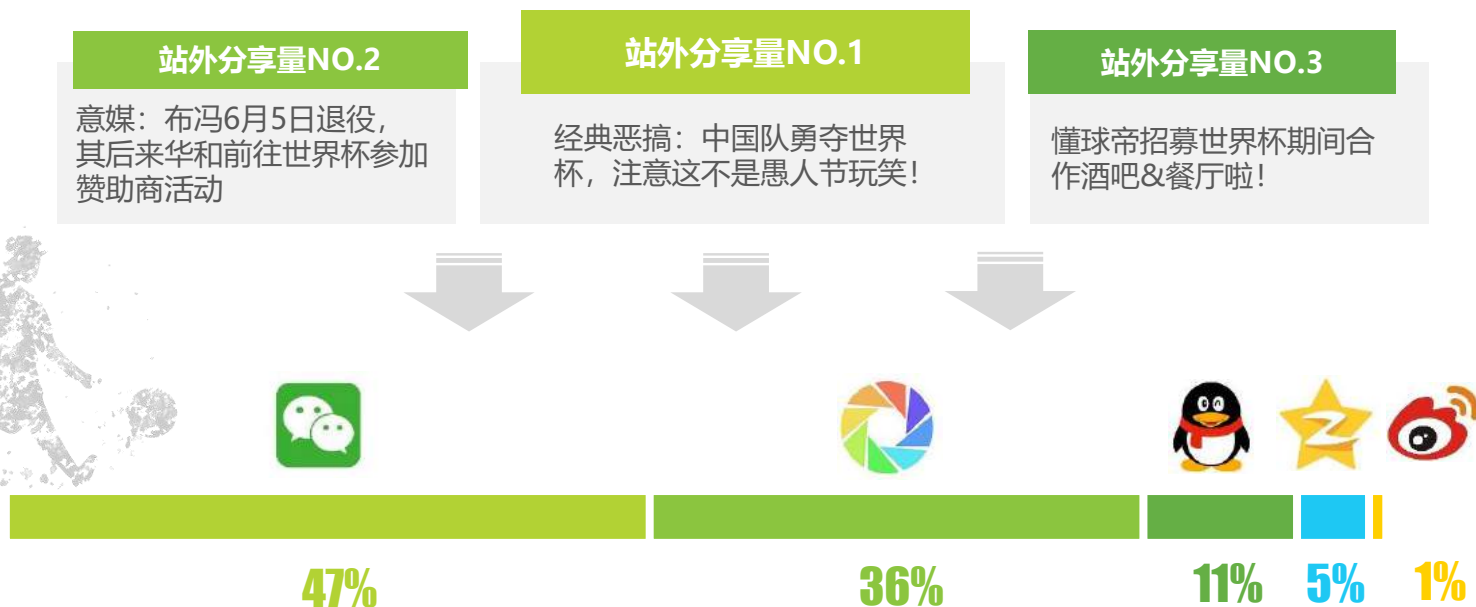 站外分享量NO.2
意媒：布冯6月5日退役，
其后来华和前往世界杯参加
赞助商活动
站外分享量NO.1
经典恶搞：中国队勇夺世界
杯，注意这不是愚人节玩笑！
站外分享量NO.3
懂球帝招募世界杯期间合
作酒吧&餐厅啦！
47%
36%
11%
5%
1%